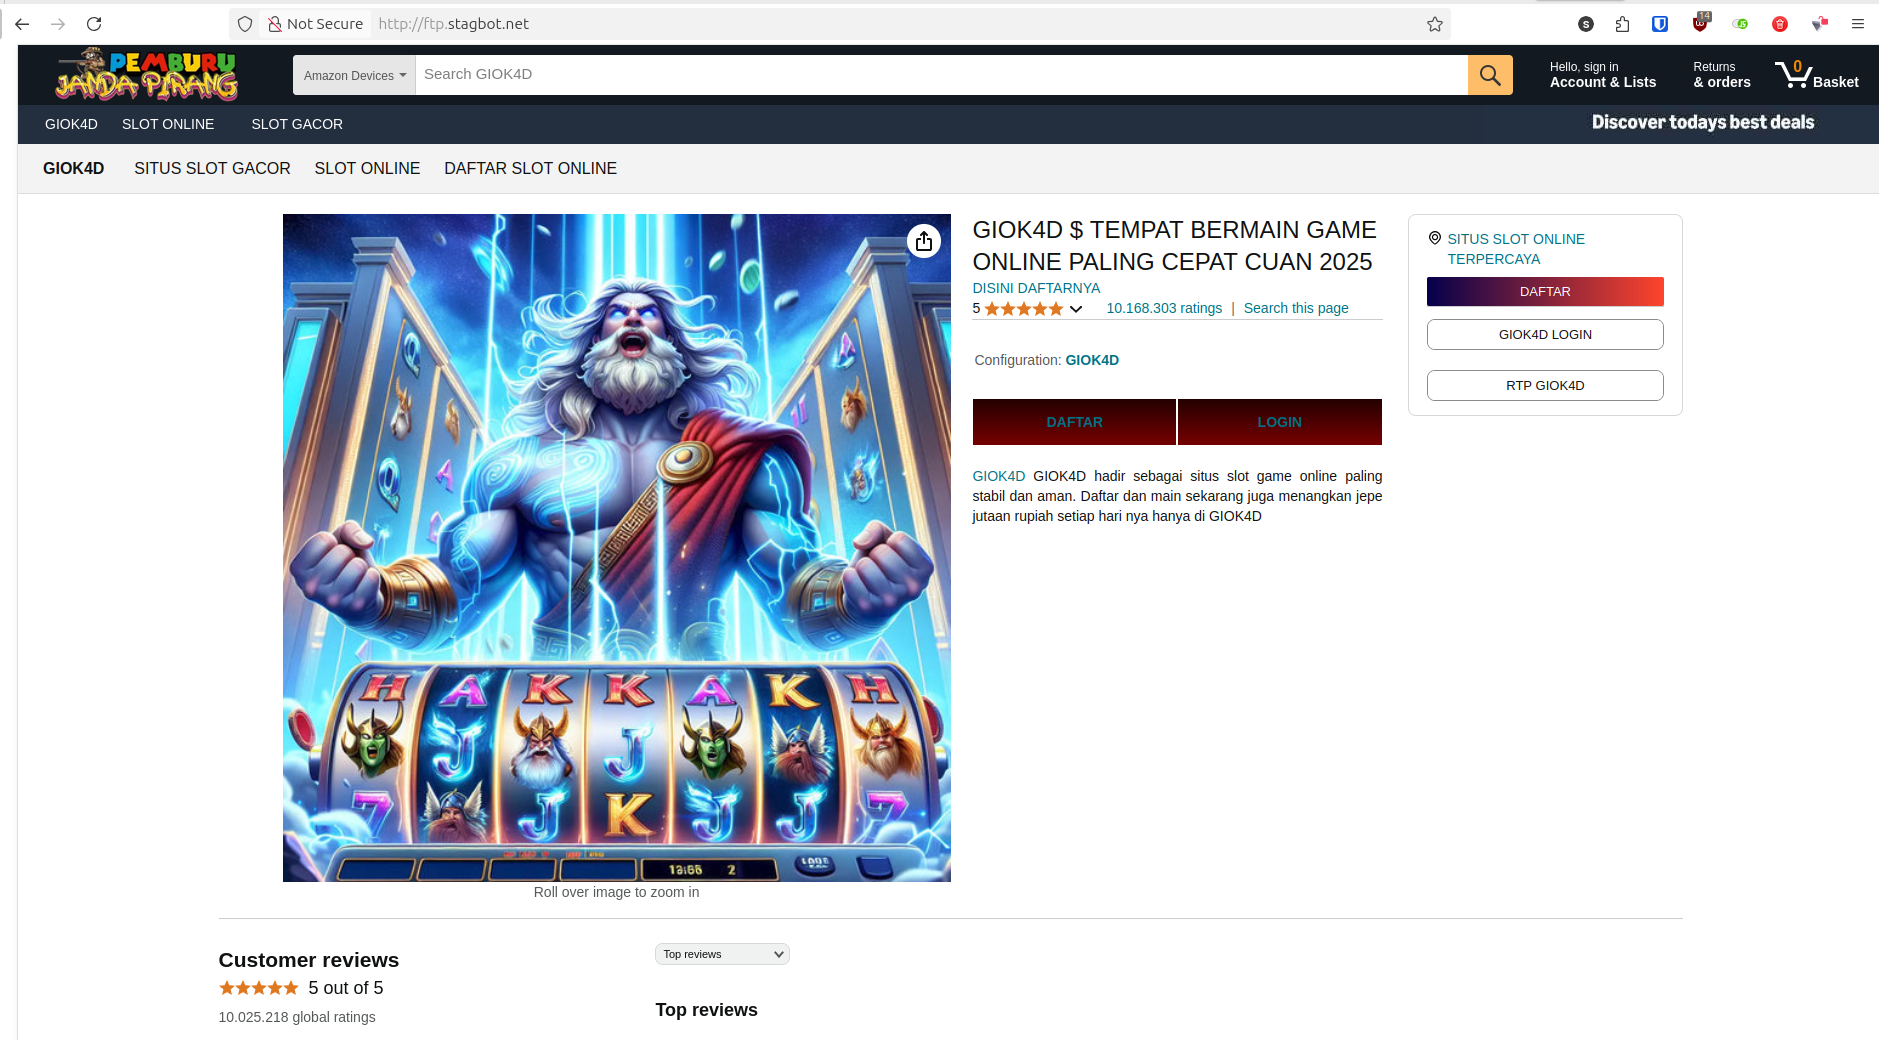 Not Secure
http://ftp.stagbot.net
S
14
PEMBURU
JANDA PIRANG
Amazon Devices
Search GIOK4D
Hello, sign in
Account & Lists
Returns
& orders
0
Basket
GIOK4D
SLOT ONLINE
SLOT GACOR
Discover todays best deals
GIOK4D
SITUS SLOT GACOR
SLOT ONLINE
DAFTAR SLOT ONLINE
GIOK4D $ TEMPAT BERMAIN GAME
ONLINE PALING CEPAT CUAN 2025
DISINI DAFTARNYA
5
10.168.303 ratings | Search this page
Configuration: GIOK4D
DAFTAR
LOGIN
GIOK4D GIOK4D hadir sebagai situs slot game online paling
stabil dan aman. Daftar dan main sekarang juga menangkan jepe
jutaan rupiah setiap hari nya hanya di GIOK4D
SITUS SLOT ONLINE
TERPERCAYA
DAFTAR
GIOK4D LOGIN
RTP GIOK4D
H A K K A K H
J J
7 J K J J 7
2
Roll over image to zoom in
Customer reviews
5 out of 5
10.025.218 global ratings
Top reviews
Top reviews